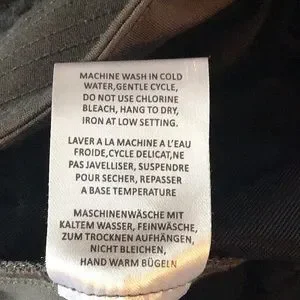 MACHINE WASH IN COLD
WATER,GENTLE CYCLE,
DO NOT USE CHLORINE
BLEACH, HANG TO DRY,
IRON AT LOW SETTING.
LAVER A LA MACHINE A L'EAU
FROIDE,CYCLE DELICAT,NE
PAS JAVELLISER, SUSPENDRE
POUR SECHER, REPASSER
A BASE TEMPERATURE
MASCHINENWÄSCHE MIT
KALTEM WASSER, FEINWÄSCHE,
ZUM TROCKNEN AUFHÄNGEN,
NICHT BLEICHEN,
HAND WARM BÜGELN